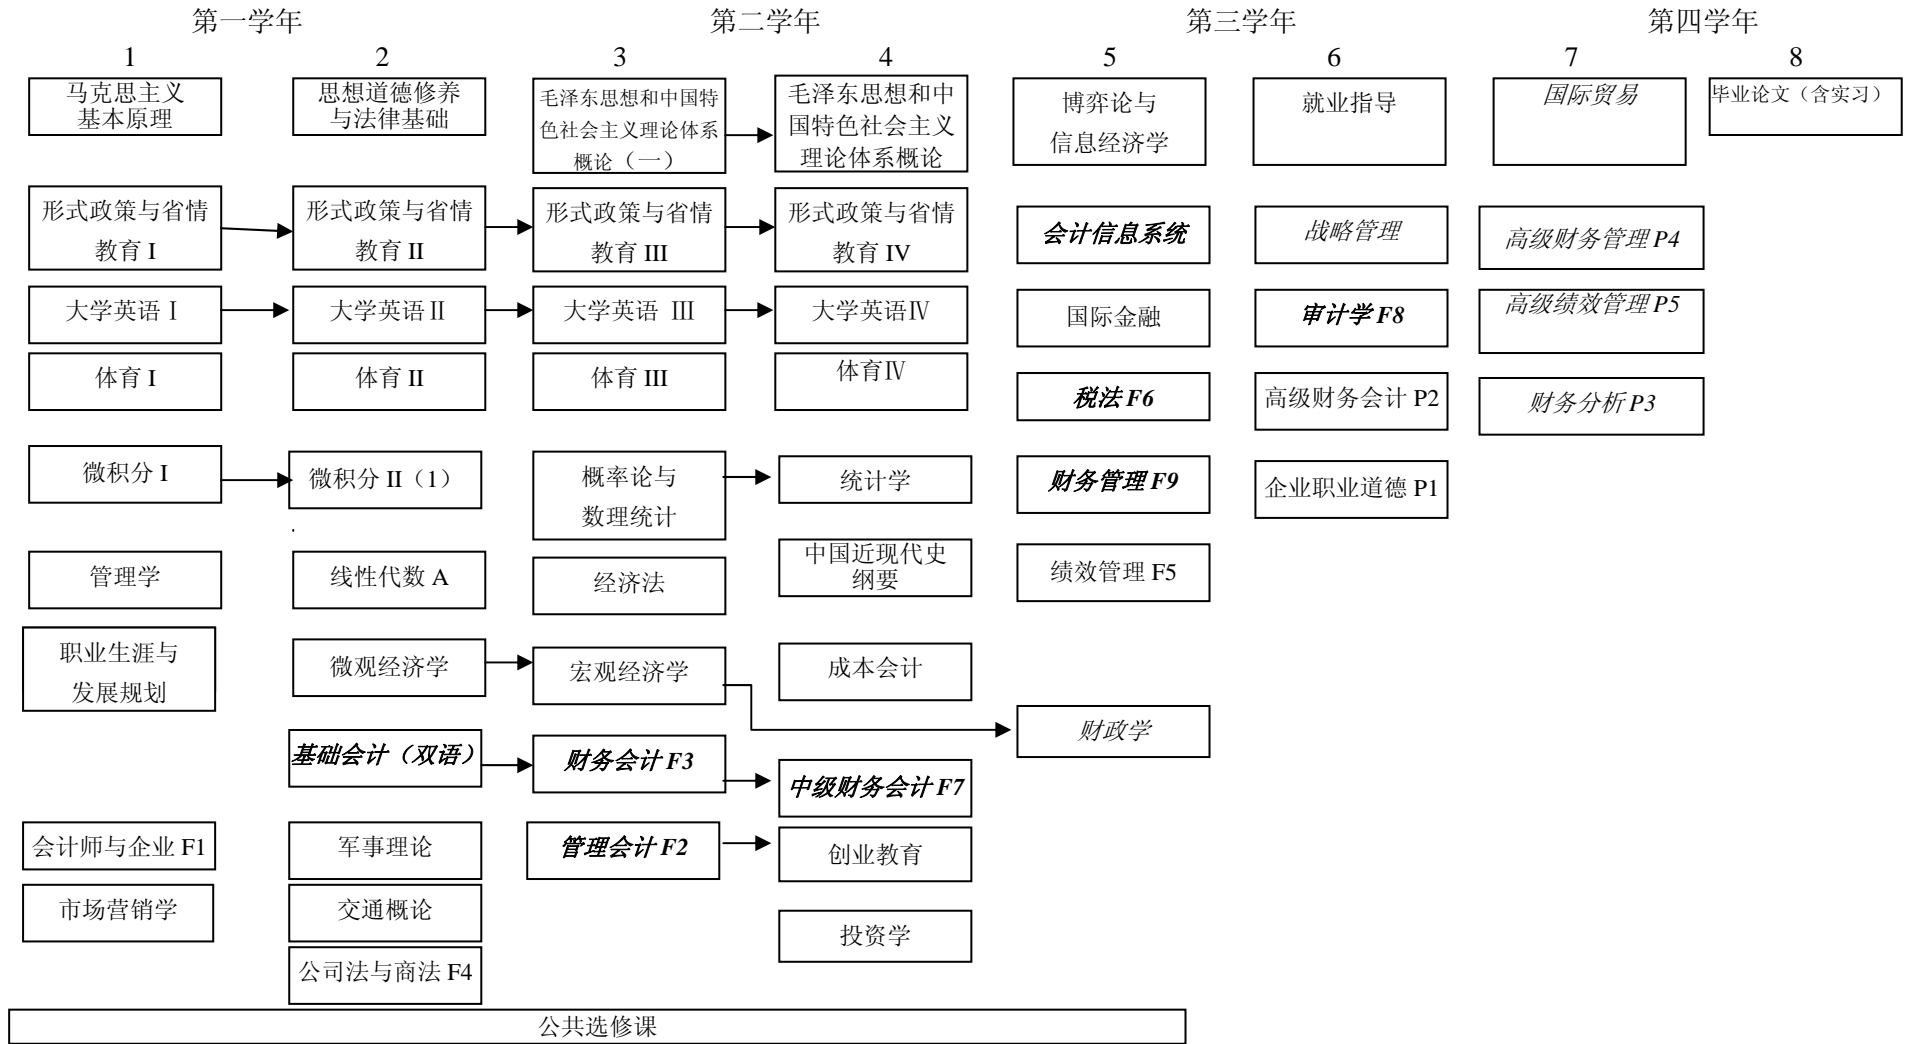 第一学年
第二学年
第三学年
第四学年
1
2
3
4
5
6
7
8
马克思主义
基本原理
思想道德修养
与法律基础
毛泽东思想和中国特
色社会主义理论体系
概论（一）
毛泽东思想和中
国特色社会主义
理论体系概论
博弈论与
信息经济学
就业指导
国际贸易
毕业论文（含实习）
形式政策与省情
教育 I
形式政策与省情
教育 II
形式政策与省情
教育 III
形式政策与省情
教育 IV
会计信息系统
战略管理
高级财务管理 P4
大学英语Ⅰ
大学英语Ⅱ
大学英语 Ⅲ
大学英语Ⅳ
国际金融
审计学 F8
高级绩效管理 P5
体育 I
体育 II
体育 III
体育Ⅳ
税法 F6
高级财务会计 P2
财务分析 P3
微积分 I
微积分 II（1）
概率论与
数理统计
统计学
财务管理 F9
企业职业道德 P1
.
管理学
线性代数 A
经济法
中国近现代史
纲要
绩效管理 F5
职业生涯与
发展规划
微观经济学
宏观经济学
成本会计
财政学
基础会计（双语）
财务会计 F3
中级财务会计 F7
会计师与企业 F1
军事理论
管理会计 F2
创业教育
市场营销学
交通概论
投资学
公司法与商法 F4
公共选修课